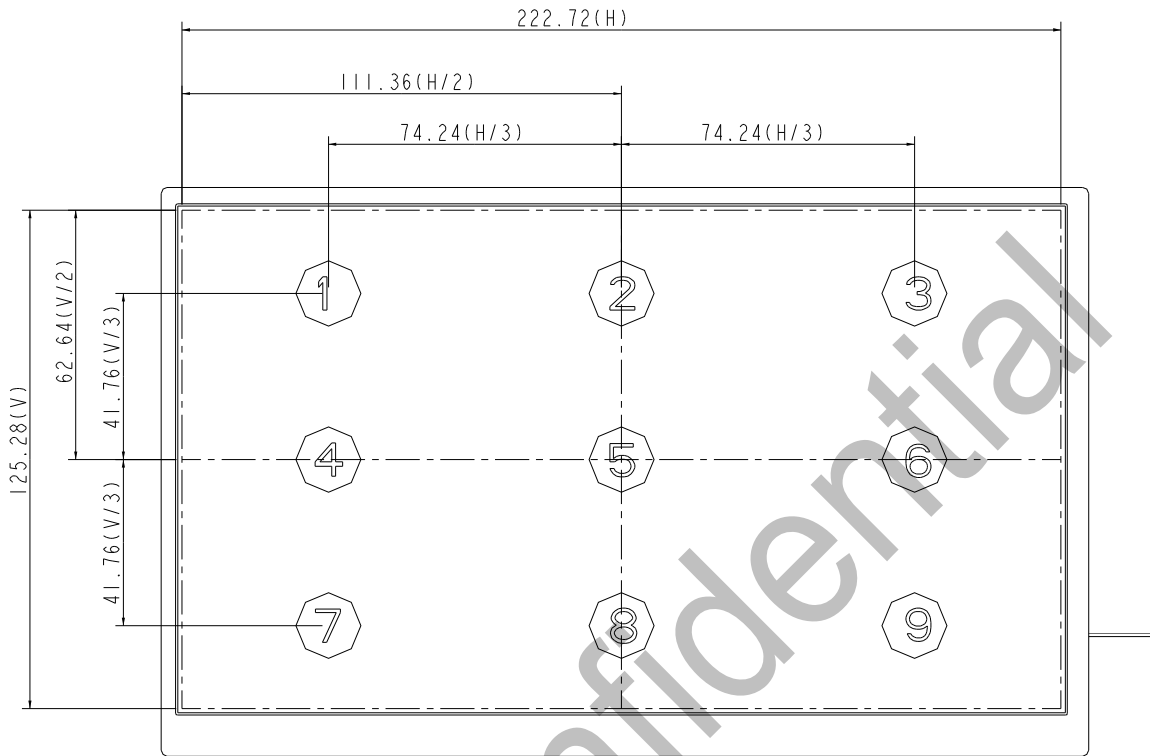 222.72(H)
111.36(H/2)
74.24(H/3) 74.24(H/3)
125.28(V)
62.64(V/2)
41.76(V/3)
41.76(V/3)
1 2 3
4 5 6
7 8 9